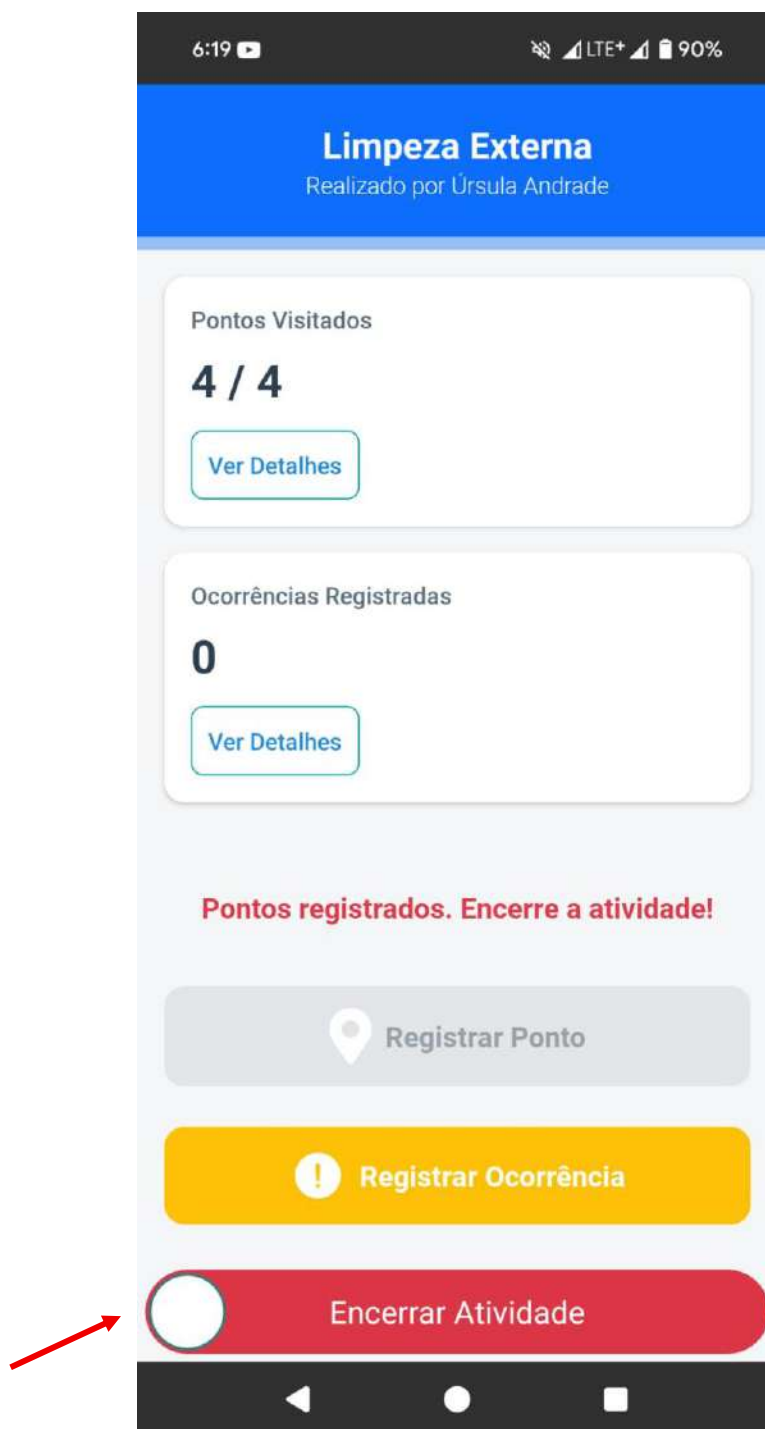 6:19 LTE+ 90%
Limpeza Externa
Realizado por Úrsula Andrade
Pontos Visitados
4 / 4
Ver Detalhes
Ocorrências Registradas
0
Ver Detalhes
Pontos registrados. Encerre a atividade!
Registrar Ponto
! Registrar Ocorrência
Encerrar Atividade